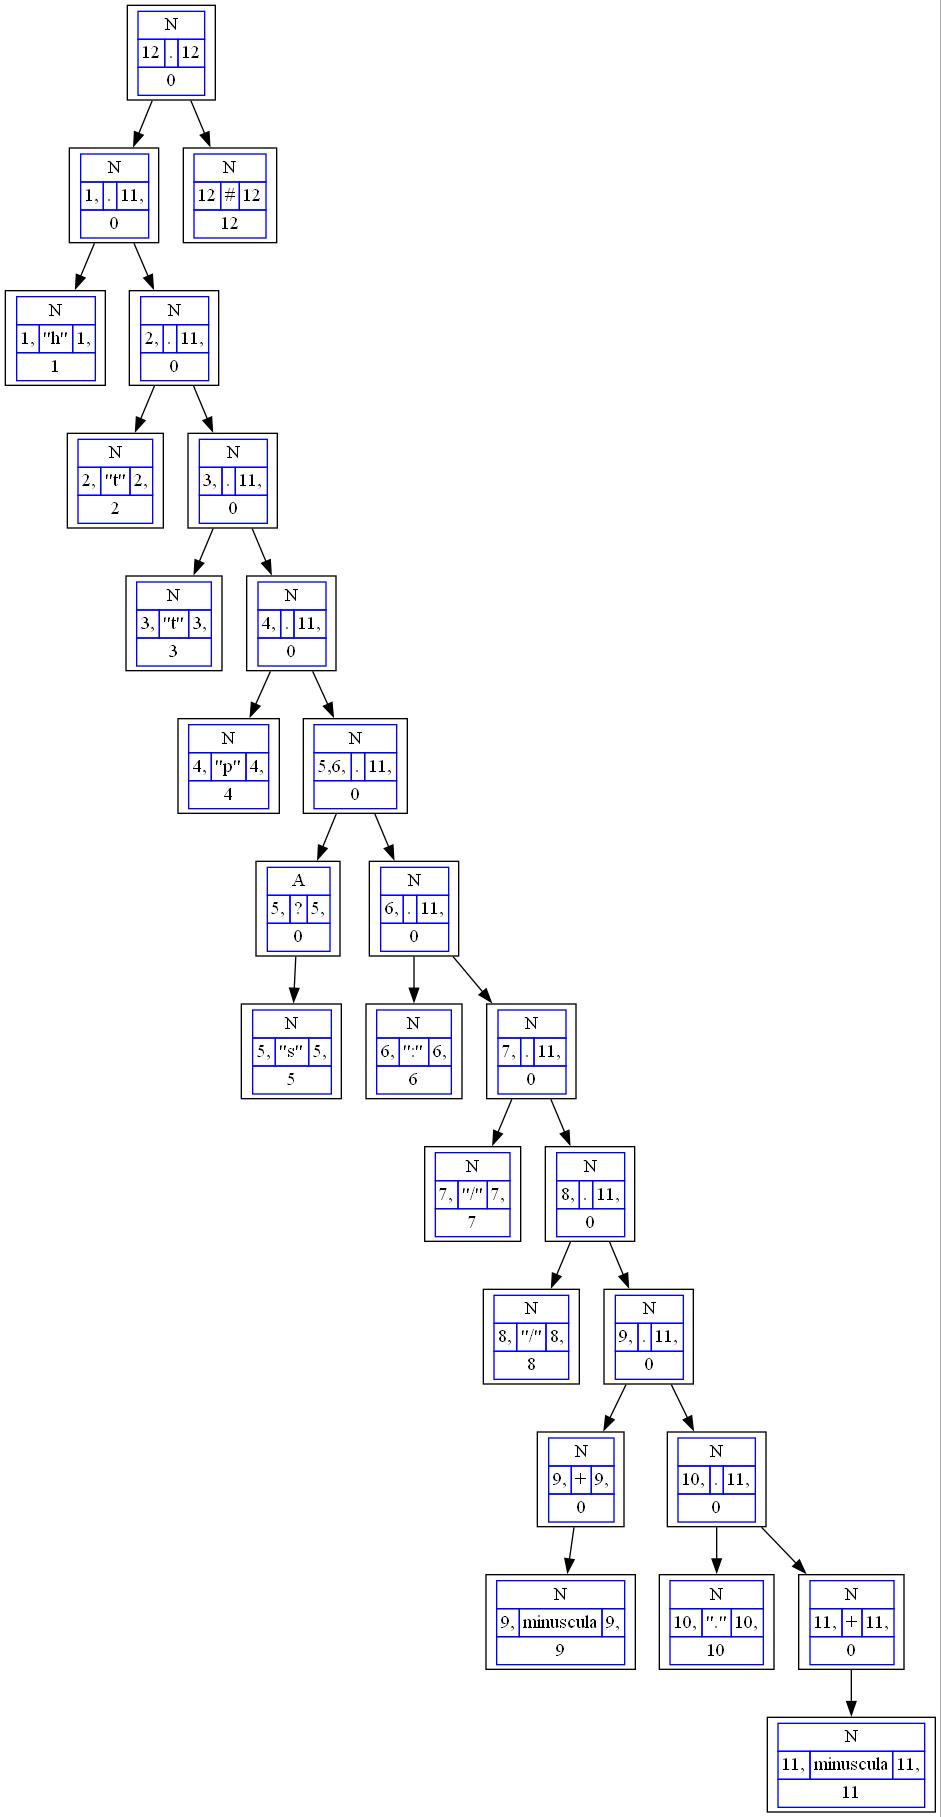 N
12 . 12
0
N
1, . 11,
0
N
12 # 12
12
N
1, "h" 1,
1
N
2, . 11,
0
N
2, "t" 2,
2
N
3, . 11,
0
N
3, "t" 3,
3
N
4, . 11,
0
N
4, "p" 4,
4
N
5,6, . 11,
0
A
5, ? 5,
0
N
6, . 11,
0
N
5, "s" 5,
5
N
6, ":" 6,
6
N
7, . 11,
0
N
7, "/" 7,
7
N
8, . 11,
0
N
8, "/" 8,
8
N
9, . 11,
0
N
9, + 9,
0
N
10, . 11,
0
N
9, minuscula 9,
9
N
10, "." 10,
10
N
11, + 11,
0
N
11, minuscula 11,
11